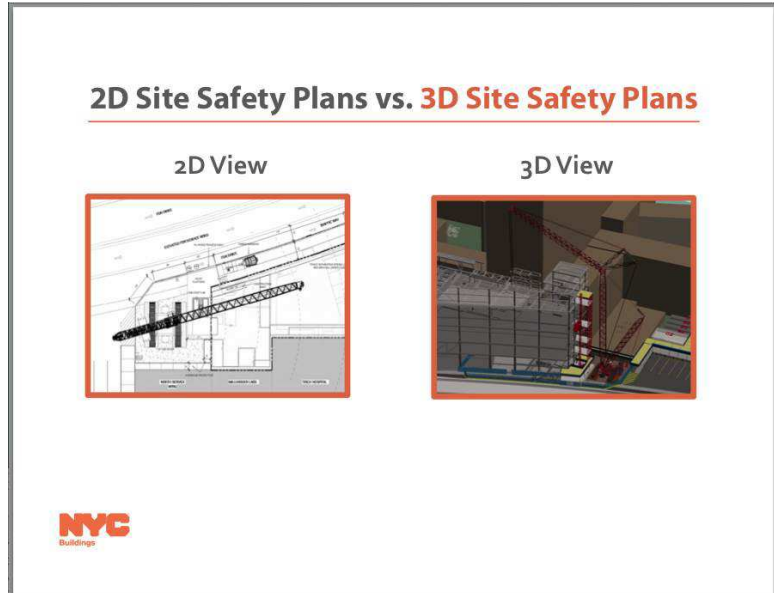 2D Site Safety Plans vs. 3D Site Safety Plans
2D View
3D View
NYC
Buildings